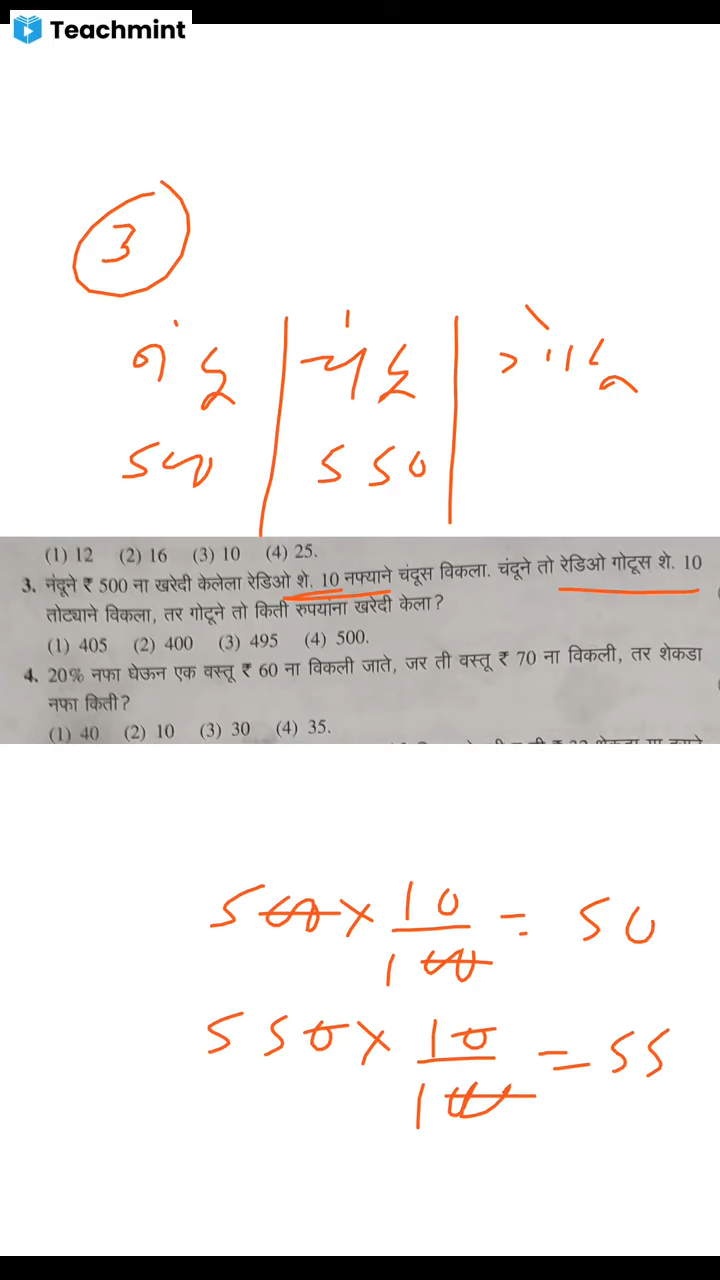 Teachmint
3
नंदू चंदू गोटू
500 550
(1) 12 (2) 16 (3) 10 (4) 25.
3. नंदूने ₹ 500 ना खरेदी केलेला रेडिओ शे. 10 नफ्याने चंदूस विकला. चंदूने तो रेडिओ गोटूस शे. 10
तोट्याने विकला, तर गोटूने तो किती रुपयांना खरेदी केला?
(1) 405 (2) 400 (3) 495 (4) 500.
4. 20% नफा घेऊन एक वस्तू ₹ 60 ना विकली जाते, जर ती वस्तू ₹ 70 ना विकली, तर शेकडा
नफा किती?
(1) 40 (2) 10 (3) 30 (4) 35.
500 × 10/100 = 50
550 × 10/100 = 55